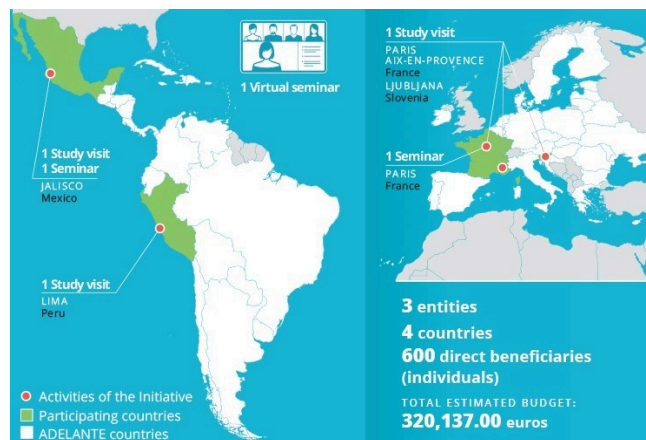 1 Virtual seminar
1 Study visit
1 Seminar
JALISCO
Mexico
1 Study visit
LIMA
Peru
Activities of the Initiative
Participating countries
ADELANTE countries
1 Study visit
PARIS
AIX-EN-PROVENCE
France
LJUBLJANA
Slovenia
1 Seminar
PARIS
France
3 entities
4 countries
600 direct beneficiaries
(individuals)
TOTAL ESTIMATED BUDGET:
320,137.00 euros